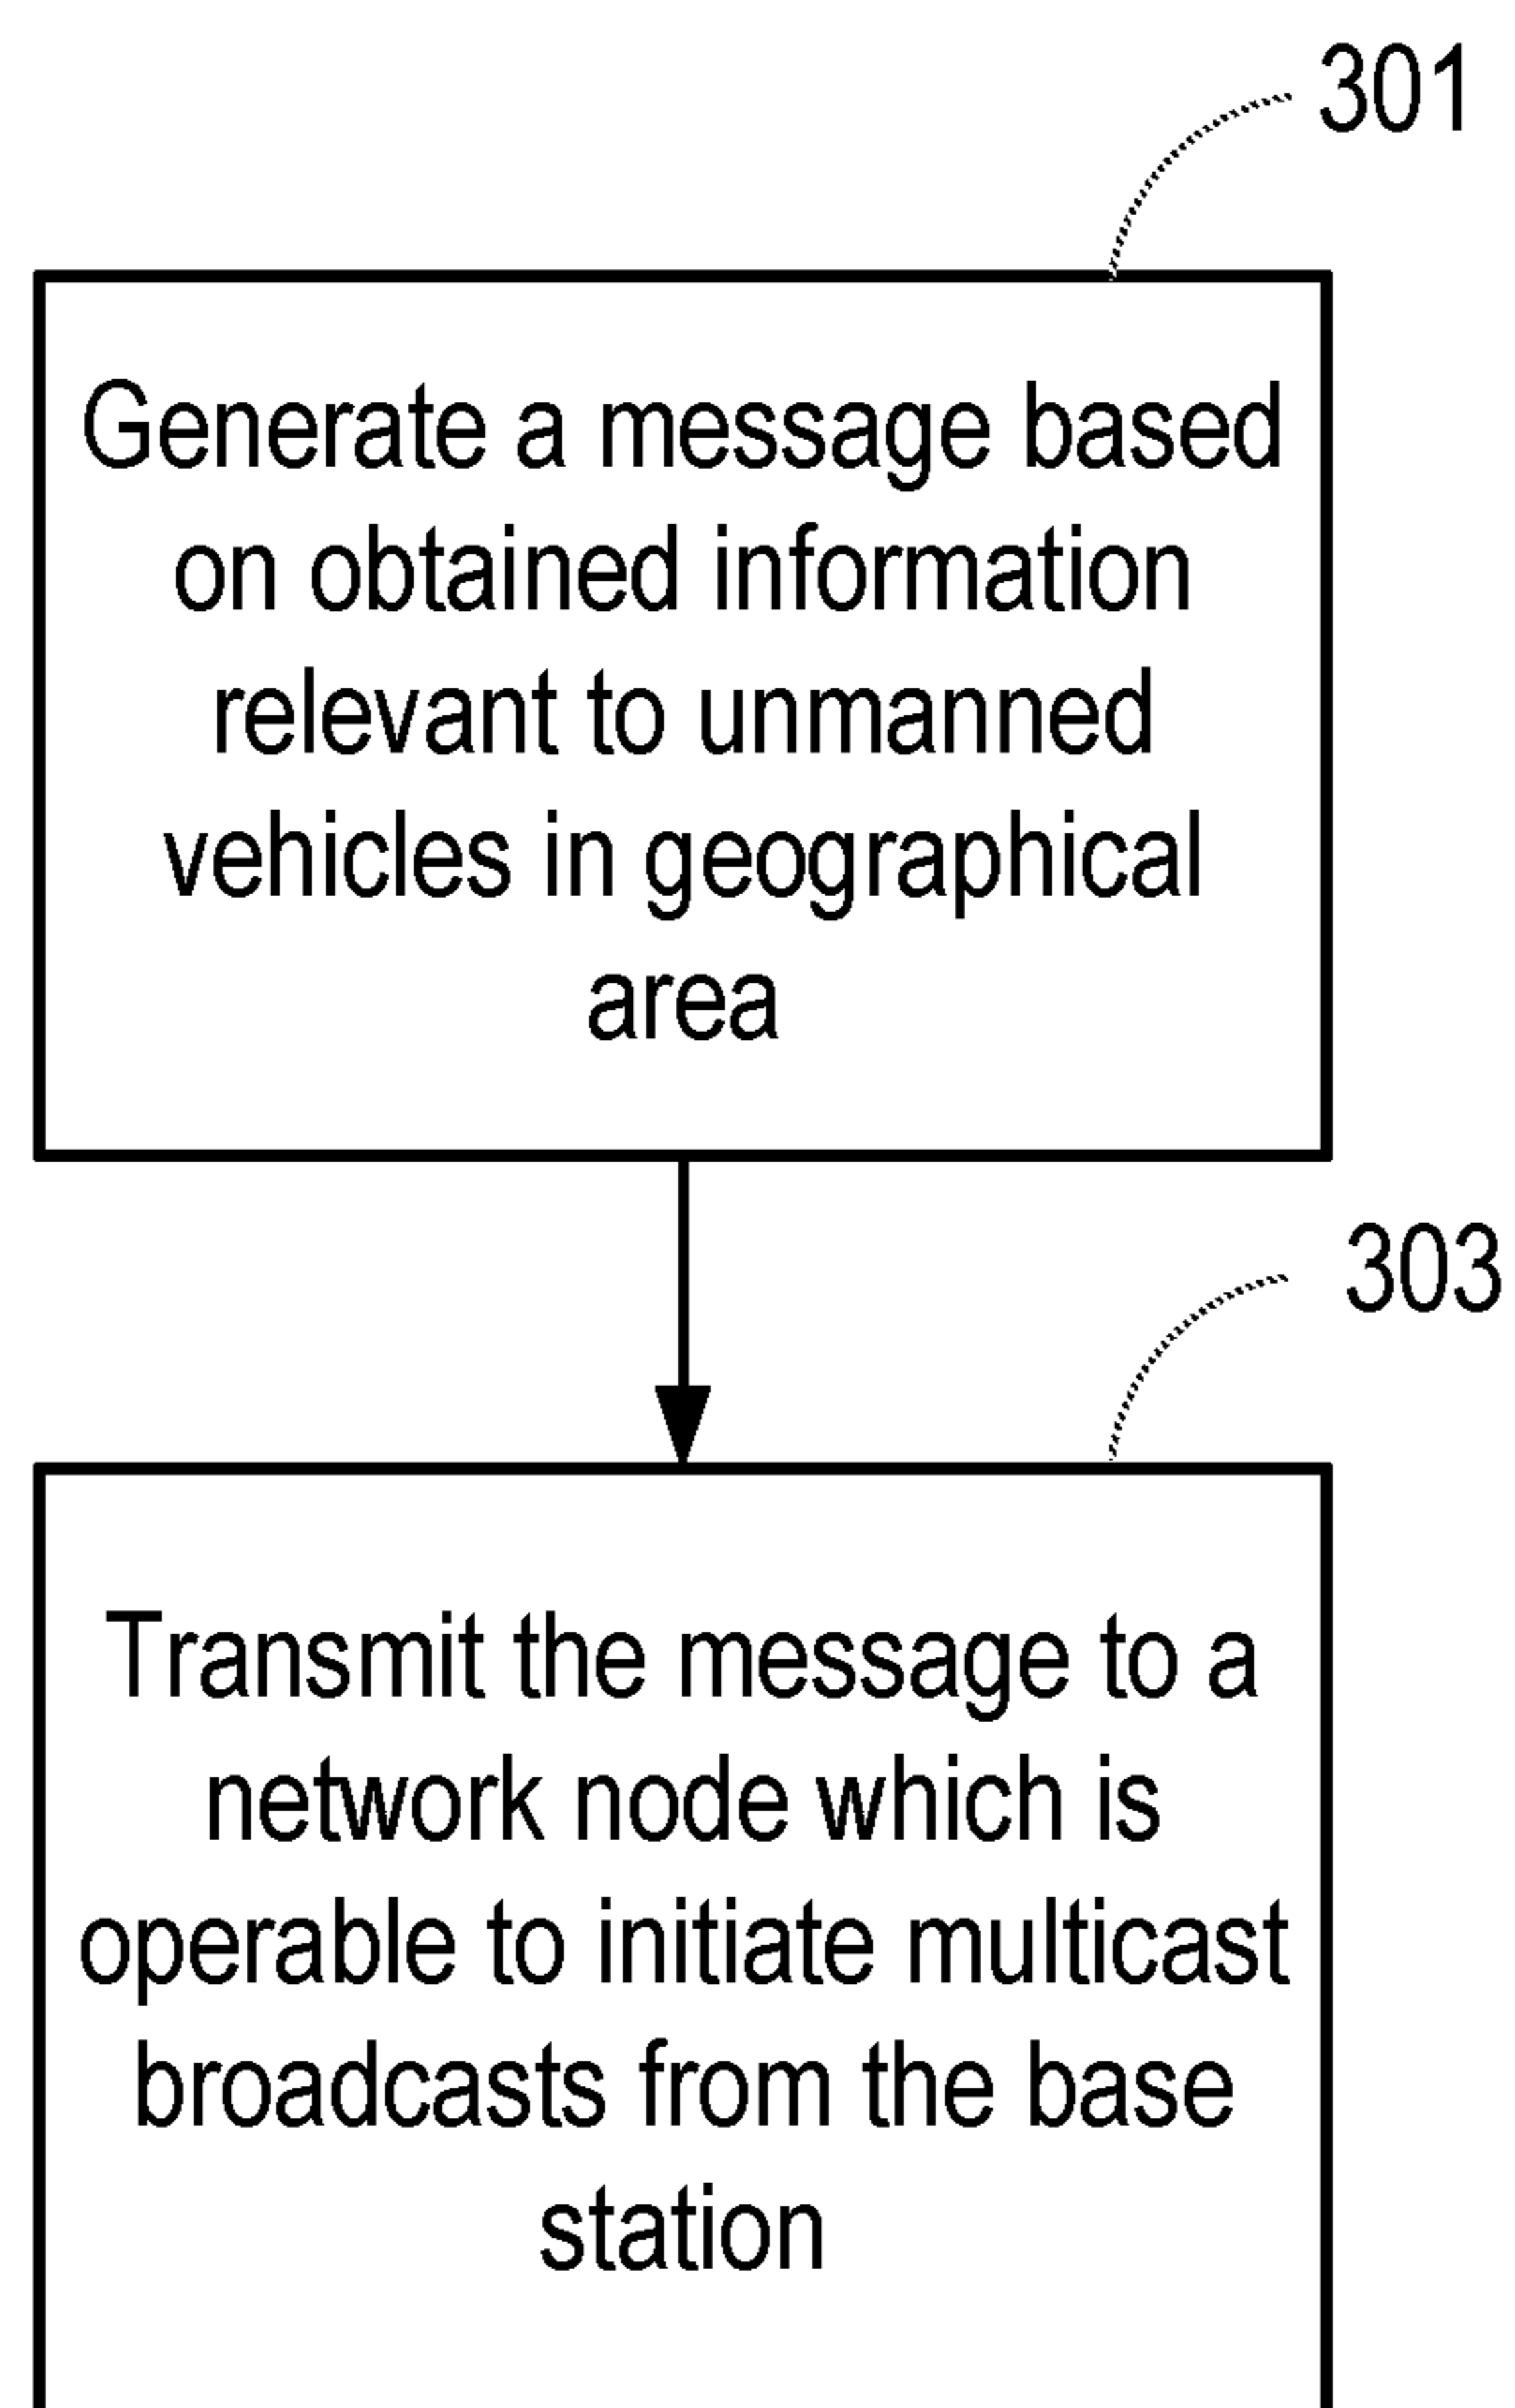 301
Generate a message based
on obtained information
relevant to unmanned
vehicles in geographical
area
303
Transmit the message to a
network node which is
operable to initiate multicast
broadcasts from the base
station